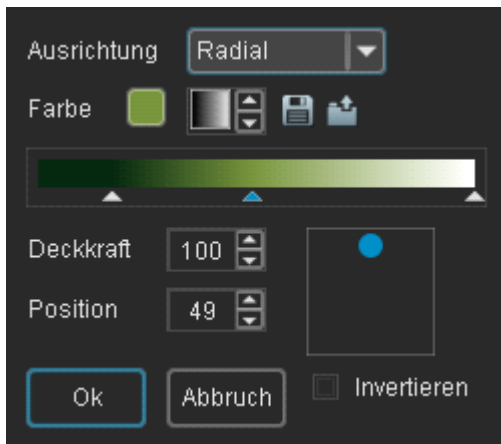 Ausrichtung Radial
Farbe
Deckkraft 100
Position 49
Ok Abbruch Invertieren